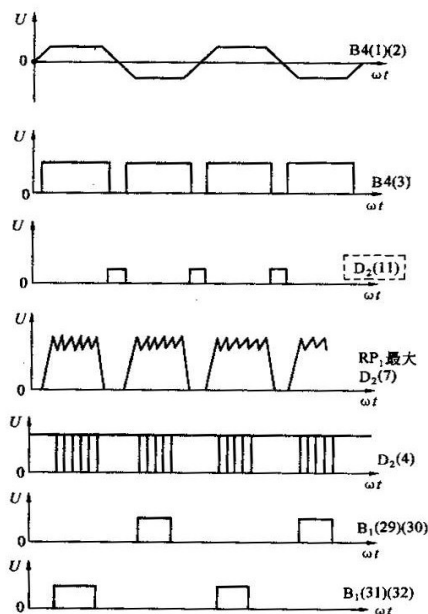 U
0
B4(1)(2)
ωt
U
0
B4(3)
ωt
U
0
D₂(11)
ωt
U
0
RP₁最大
D₂(7)
ωt
U
0
D₂(4)
ωt
U
0
B₁(29)(30)
ωt
U
0
B₁(31)(32)
ωt